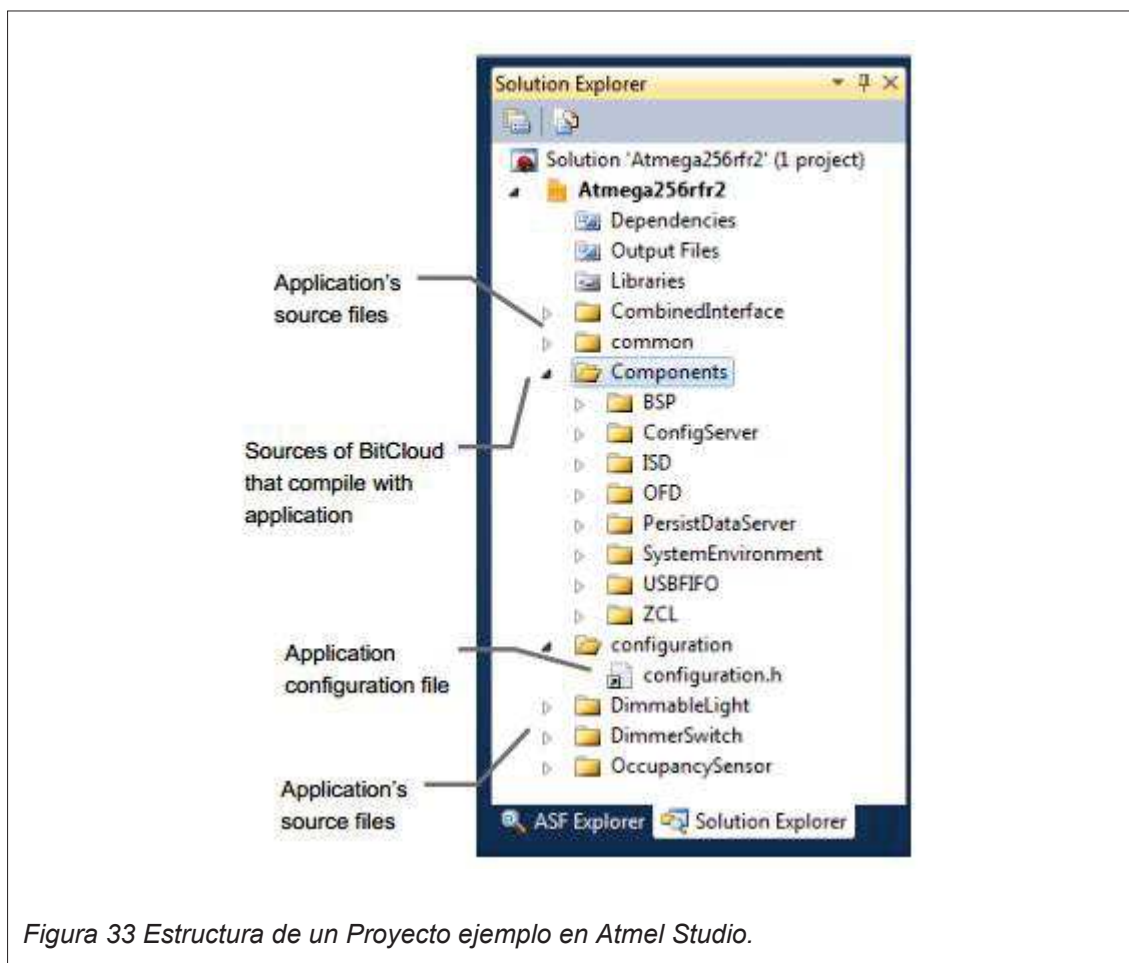 Solution Explorer
Solution 'Atmega256rfr2' (1 project)
Atmega256rfr2
Dependencies
Output Files
Libraries
CombinedInterface
common
Components
BSP
ConfigServer
ISD
OFD
PersistDataServer
SystemEnvironment
USBFIFO
ZCL
configuration
configuration.h
DimmableLight
DimmerSwitch
OccupancySensor
ASF Explorer
Solution Explorer
Application's
source files
Sources of BitCloud
that compile with
application
Application
configuration file
Application's
source files
Figura 33 Estructura de un Proyecto ejemplo en Atmel Studio.